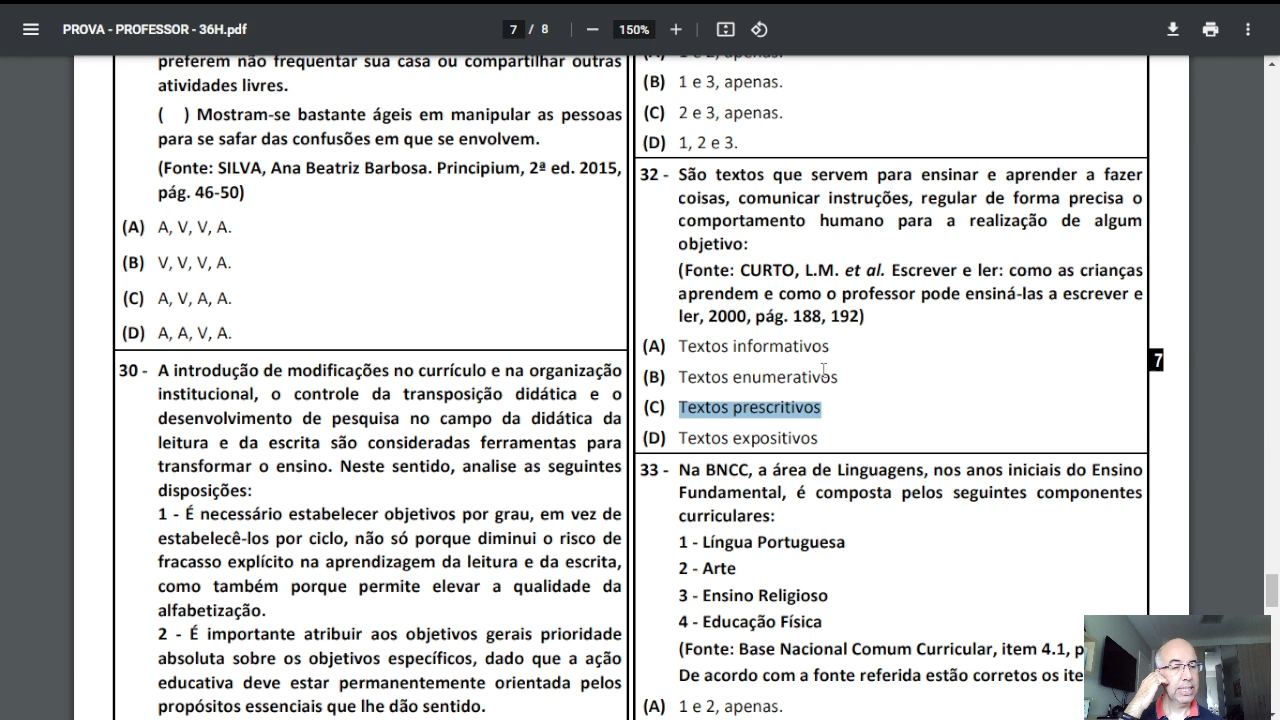 PROVA - PROFESSOR - 36H.pdf
7 / 8
150%
preferem não frequentar sua casa ou compartilhar outras
atividades livres.
( ) Mostram-se bastante ágeis em manipular as pessoas
para se safar das confusões em que se envolvem.
(Fonte: SILVA, Ana Beatriz Barbosa. Principium, 2ª ed. 2015,
pág. 46-50)
(A) A, V, V, A.
(B) V, V, V, A.
(C) A, V, A, A.
(D) A, A, V, A.
30 - A introdução de modificações no currículo e na organização
institucional, o controle da transposição didática e o
desenvolvimento de pesquisa no campo da didática da
leitura e da escrita são consideradas ferramentas para
transformar o ensino. Neste sentido, analise as seguintes
disposições:
1 - É necessário estabelecer objetivos por grau, em vez de
estabelecê-los por ciclo, não só porque diminui o risco de
fracasso explícito na aprendizagem da leitura e da escrita,
como também porque permite elevar a qualidade da
alfabetização.
2 - É importante atribuir aos objetivos gerais prioridade
absoluta sobre os objetivos específicos, dado que a ação
educativa deve estar permanentemente orientada pelos
propósitos essenciais que lhe dão sentido.
(A) 1 e 2, apenas.
(B) 1 e 3, apenas.
(C) 2 e 3, apenas.
(D) 1, 2 e 3.
32 - São textos que servem para ensinar e aprender a fazer
coisas, comunicar instruções, regular de forma precisa o
comportamento humano para a realização de algum
objetivo:
(Fonte: CURTO, L.M. et al. Escrever e ler: como as crianças
aprendem e como o professor pode ensiná-las a escrever e
ler, 2000, pág. 188, 192)
(A) Textos informativos
(B) Textos enumerativos
(C) Textos prescritivos
(D) Textos expositivos
33 - Na BNCC, a área de Linguagens, nos anos iniciais do Ensino
Fundamental, é composta pelos seguintes componentes
curriculares:
1 - Língua Portuguesa
2 - Arte
3 - Ensino Religioso
4 - Educação Física
(Fonte: Base Nacional Comum Curricular, item 4.1, p
De acordo com a fonte referida estão corretos os ite
(A) 1 e 2, apenas.
7